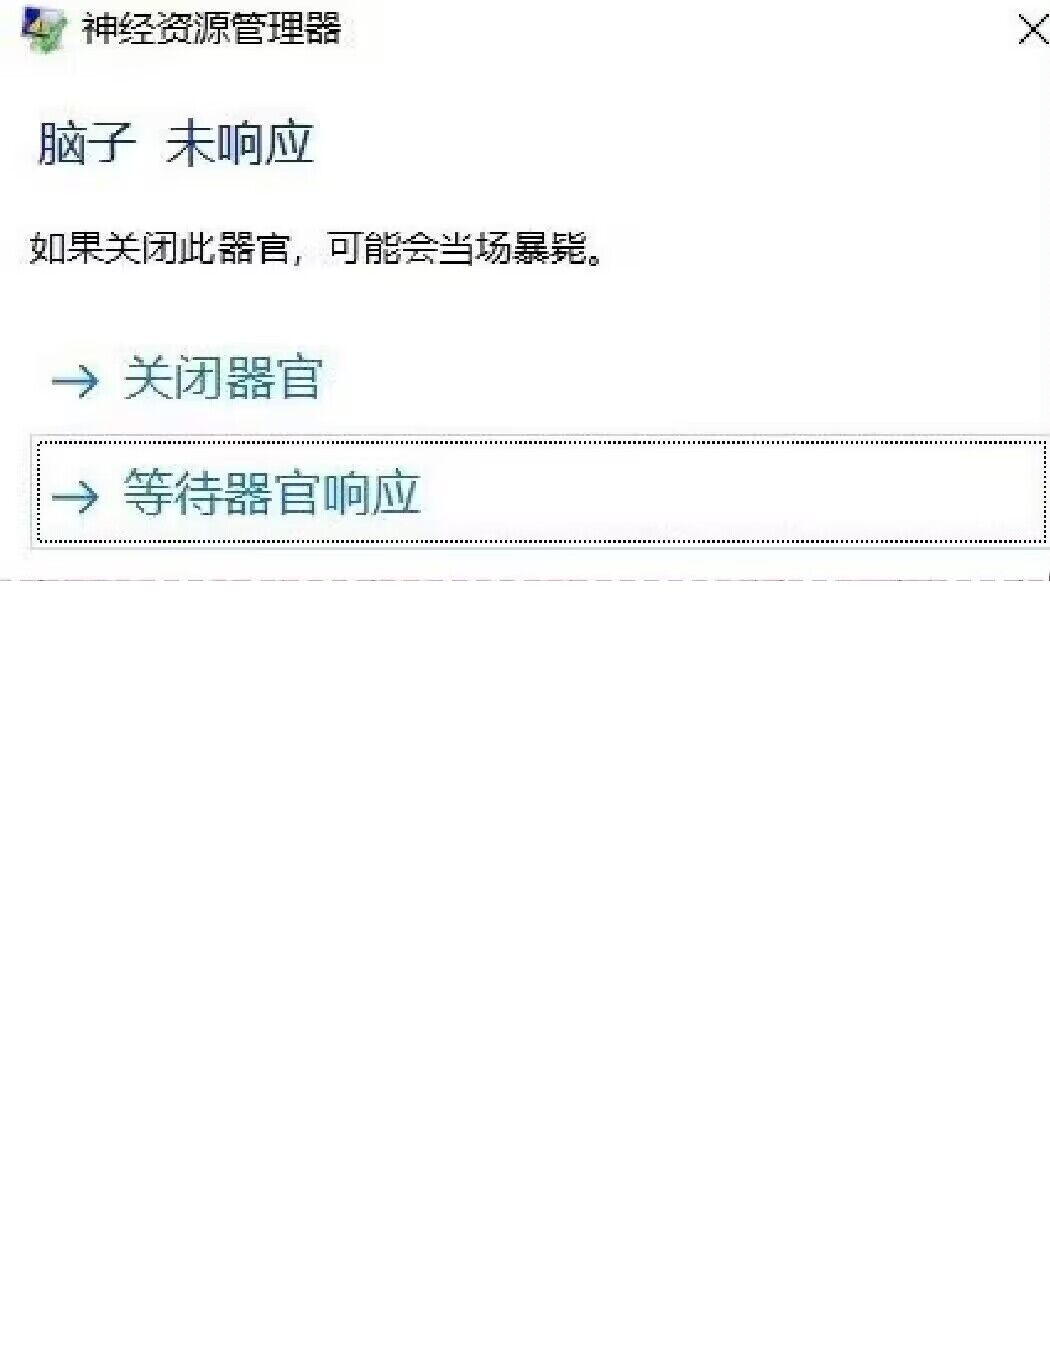 神经资源管理器
脑子 未响应
如果关闭此器官，可能会当场暴毙。
→ 关闭器官
→ 等待器官响应